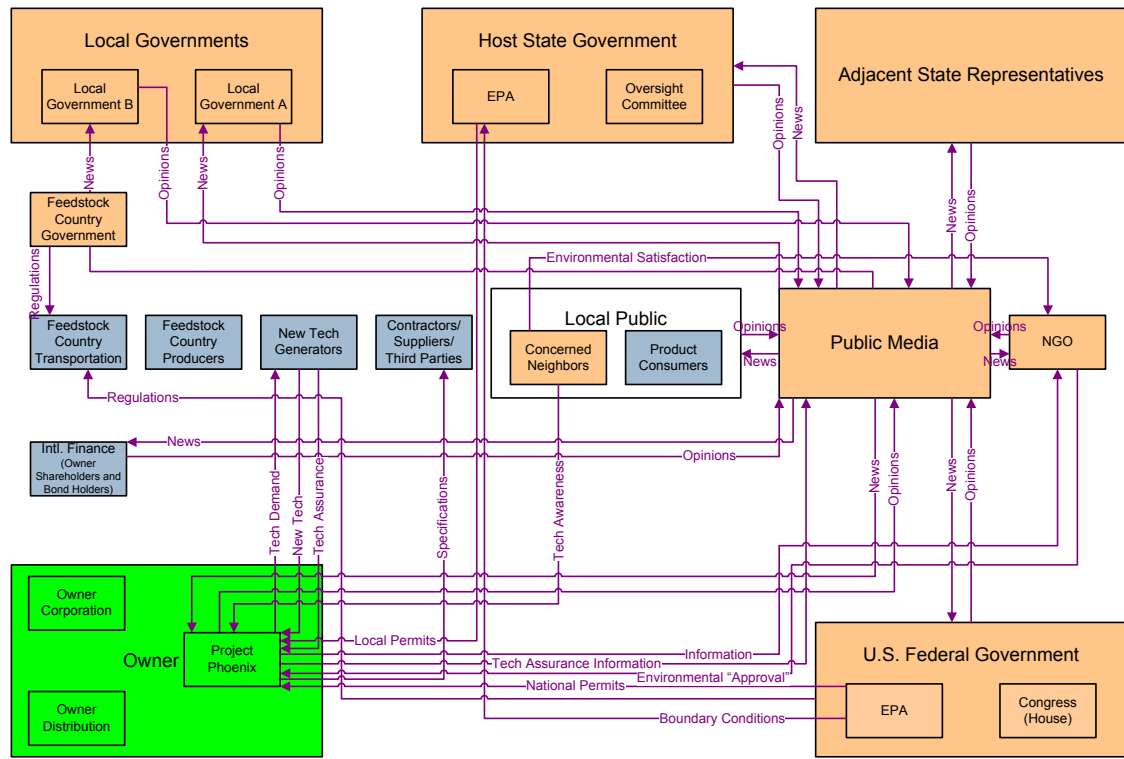 Local Governments
Host State Government
Adjacent State Representatives
Local
Government B
Local
Government A
EPA
Oversight
Committee
News
Opinions
News
Opinions
Opinions
News
News
Opinions
Feedstock
Country
Government
Regulations
Environmental Satisfaction
Feedstock
Country
Transportation
Feedstock
Country
Producers
New Tech
Generators
Contractors/
Suppliers/
Third Parties
Local Public
Concerned
Neighbors
Product
Consumers
Opinions
News
Public Media
Opinions
News
NGO
Regulations
Intl. Finance
(Owner
Shareholders and
Bond Holders)
News
Opinions
Tech Demand
New Tech
Tech Assurance
Specifications
Tech Awareness
News
Opinions
News
Opinions
Owner
Corporation
Owner
Project
Phoenix
Owner
Distribution
Local Permits
Information
Tech Assurance Information
Environmental “Approval”
National Permits
Boundary Conditions
U.S. Federal Government
EPA
Congress
(House)